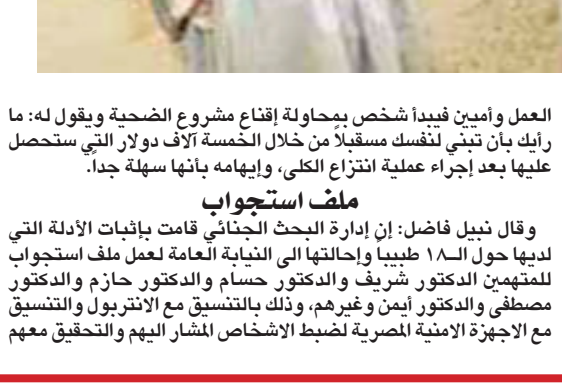 العمل وأميين فيبدأ شخص بمحاولة إقناع مشروع الضحية ويقول له: ما
رأيك بأن تبني لنفسك مسقبلاً من خلال الخمسة آلاف دولار التي ستحصل
عليها بعد إجراء عملية انتزاع الكلى، وإيهامه بأنها سهلة جداً.
ملف استجواب
وقال نبيل فاضل: إن إدارة البحث الجنائي قامت بإثبات الأدلة التي
لديها حول الــ١٨ طبيباً وإحالتها الى النيابة العامة لعمل ملف استجواب
للمتهمين الدكتور شريف والدكتور حسام والدكتور حازم والدكتور
مصطفى والدكتور أيمن وغيرهم، وذلك بالتنسيق مع الانتربول والتنسيق
مع الاجهزة الامنية المصرية لضبط الاشخاص المشار اليهم والتحقيق معهم